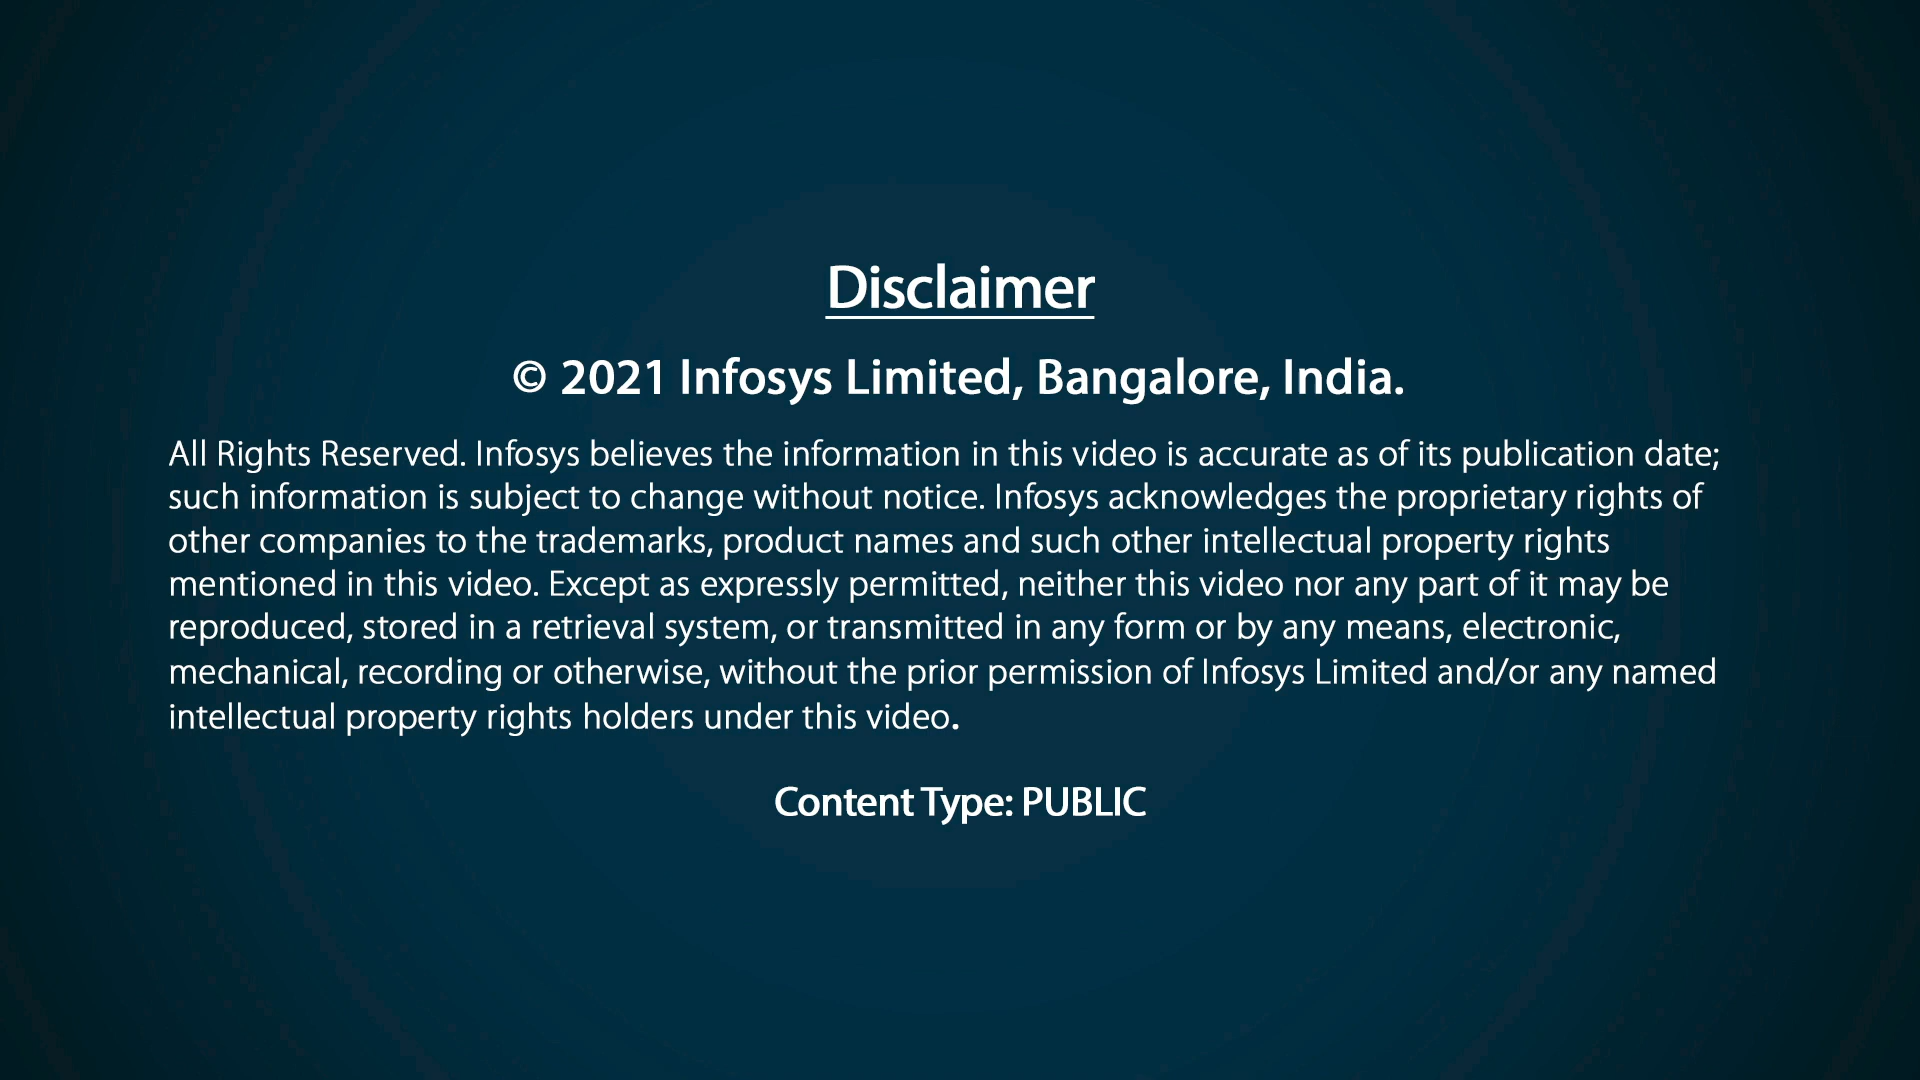 Disclaimer
© 2021 Infosys Limited, Bangalore, India.
All Rights Reserved. Infosys believes the information in this video is accurate as of its publication date;
such information is subject to change without notice. Infosys acknowledges the proprietary rights of
other companies to the trademarks, product names and such other intellectual property rights
mentioned in this video. Except as expressly permitted, neither this video nor any part of it may be
reproduced, stored in a retrieval system, or transmitted in any form or by any means, electronic,
mechanical, recording or otherwise, without the prior permission of Infosys Limited and/or any named
intellectual property rights holders under this video.
Content Type: PUBLIC